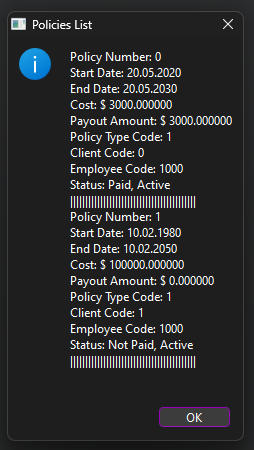 Policies List
Policy Number: 0
Start Date: 20.05.2020
End Date: 20.05.2030
Cost: $ 3000.000000
Payout Amount: $ 3000.000000
Policy Type Code: 1
Client Code: 0
Employee Code: 1000
Status: Paid, Active
||||||||||||||||||||||||||||||||||||||||||
Policy Number: 1
Start Date: 10.02.1980
End Date: 10.02.2050
Cost: $ 100000.000000
Payout Amount: $ 0.000000
Policy Type Code: 1
Client Code: 1
Employee Code: 1000
Status: Not Paid, Active
||||||||||||||||||||||||||||||||||||||||||
OK